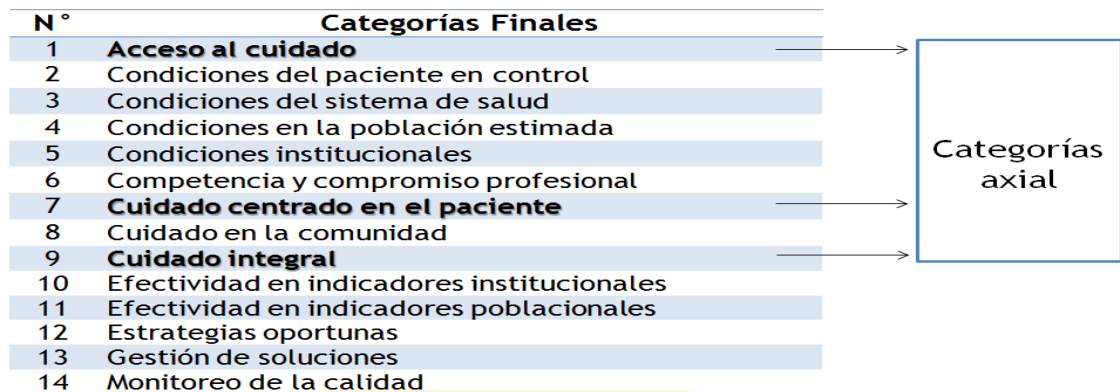 N° Categorías Finales
1 Acceso al cuidado
2 Condiciones del paciente en control
3 Condiciones del sistema de salud
4 Condiciones en la población estimada
5 Condiciones institucionales
6 Competencia y compromiso profesional
7 Cuidado centrado en el paciente
8 Cuidado en la comunidad
9 Cuidado integral
10 Efectividad en indicadores institucionales
11 Efectividad en indicadores poblacionales
12 Estrategias oportunas
13 Gestión de soluciones
14 Monitoreo de la calidad
Categorías
axial